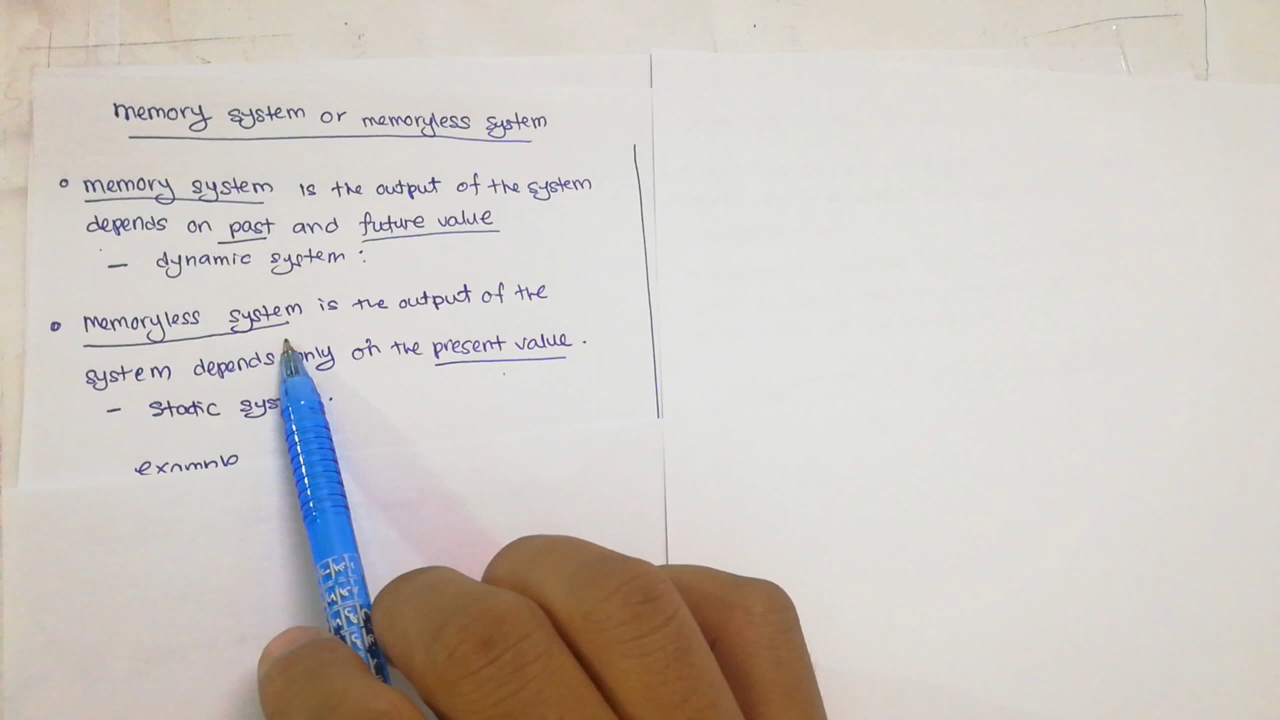 memory system or memoryless system
• memory system is the output of the system
depends on past and future value
- dynamic system :
• memoryless system is the output of the
system depends only on the present value .
- static sys .